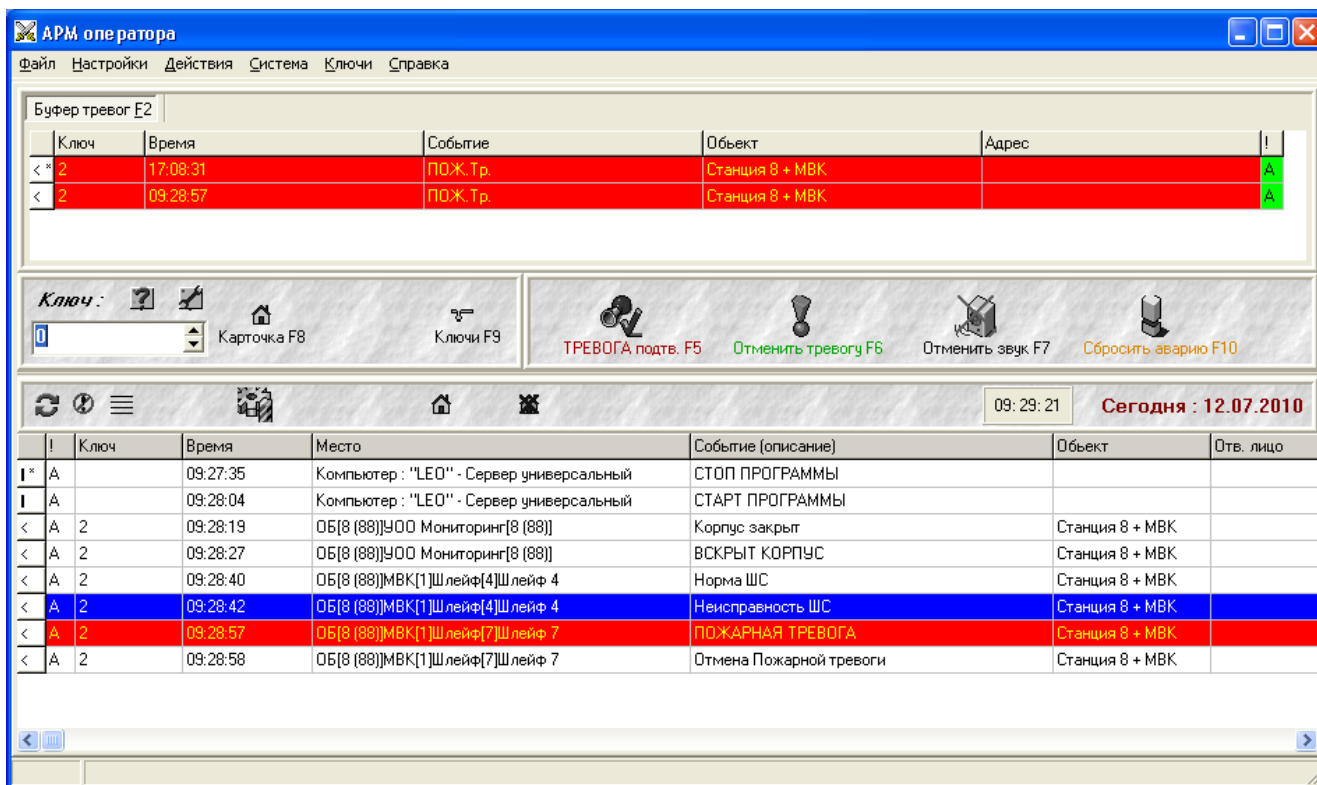 АРМ оператора
Файл Настройки Действия Система Ключи Справка
Буфер тревог F2
Ключ Время Событие Обьект Адрес !
< * 2 17:08:31 ПОЖ.Тр. Станция 8 + МВК A
< 2 09:28:57 ПОЖ.Тр. Станция 8 + МВК A
Ключ :
0
Карточка F8
Ключи F9
ТРЕВОГА подтв. F5
Отменить тревогу F6
Отменить звук F7
Сбросить аварию F10
09:29:21 Сегодня : 12.07.2010
! Ключ Время Место Событие (описание) Обьект Отв. лицо
I * A 09:27:35 Компьютер : "LEO" - Сервер универсальный СТОП ПРОГРАММЫ
I A 09:28:04 Компьютер : "LEO" - Сервер универсальный СТАРТ ПРОГРАММЫ
< A 2 09:28:19 ОБ[8 (88)]УОО Мониторинг[8 (88)] Корпус закрыт Станция 8 + МВК
< A 2 09:28:27 ОБ[8 (88)]УОО Мониторинг[8 (88)] ВСКРЫТ КОРПУС Станция 8 + МВК
< A 2 09:28:40 ОБ[8 (88)]МВК[1]Шлейф[4]Шлейф 4 Норма ШС Станция 8 + МВК
< A 2 09:28:42 ОБ[8 (88)]МВК[1]Шлейф[4]Шлейф 4 Неисправность ШС Станция 8 + МВК
< A 2 09:28:57 ОБ[8 (88)]МВК[1]Шлейф[7]Шлейф 7 ПОЖАРНАЯ ТРЕВОГА Станция 8 + МВК
< A 2 09:28:58 ОБ[8 (88)]МВК[1]Шлейф[7]Шлейф 7 Отмена Пожарной тревоги Станция 8 + МВК